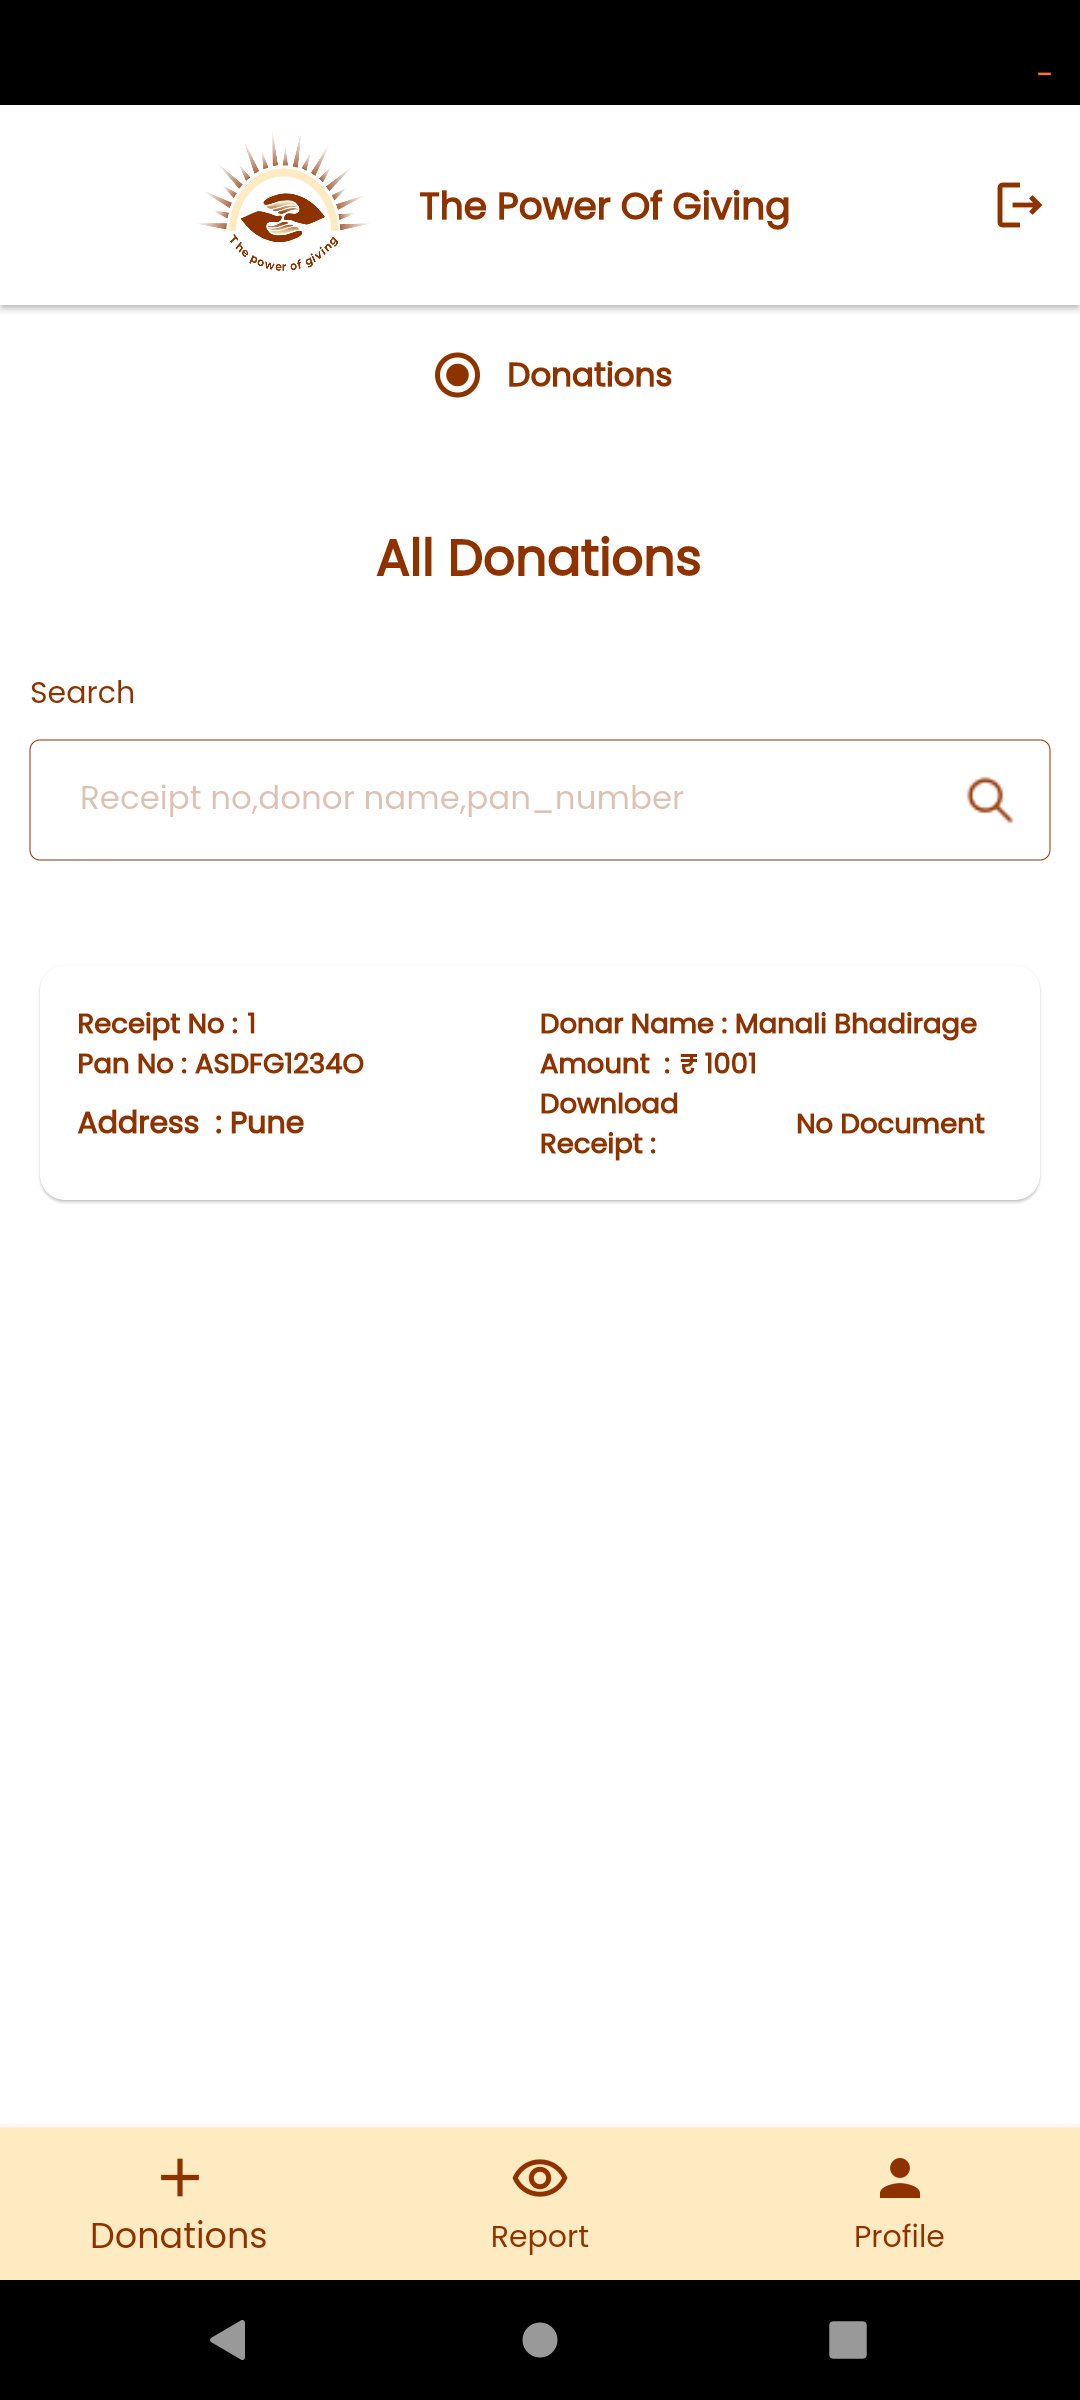 The power of giving
The Power Of Giving
Donations
All Donations
Search
Receipt no,donor name,pan_number
Receipt No : 1
Pan No : ASDFG1234O
Address : Pune
Donar Name : Manali Bhadirage
Amount : ₹ 1001
Download
Receipt :
No Document
Donations
Report
Profile